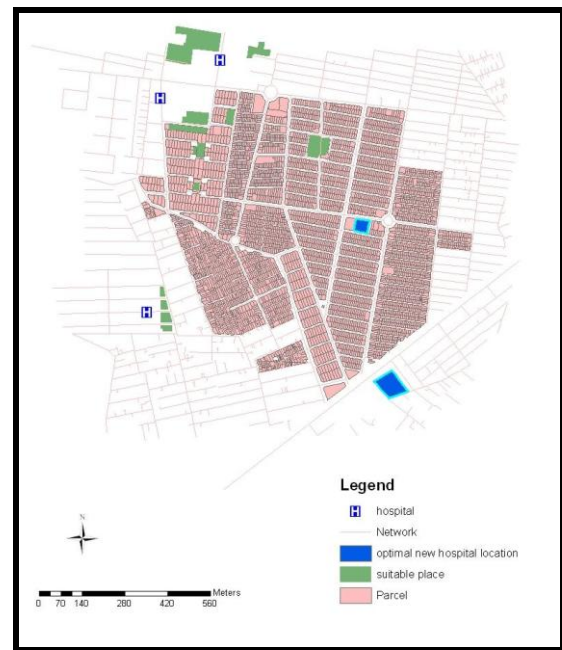 H
H
H
Legend
H hospital
Network
optimal new hospital location
suitable place
Parcel
N
Meters
0 70 140 280 420 560